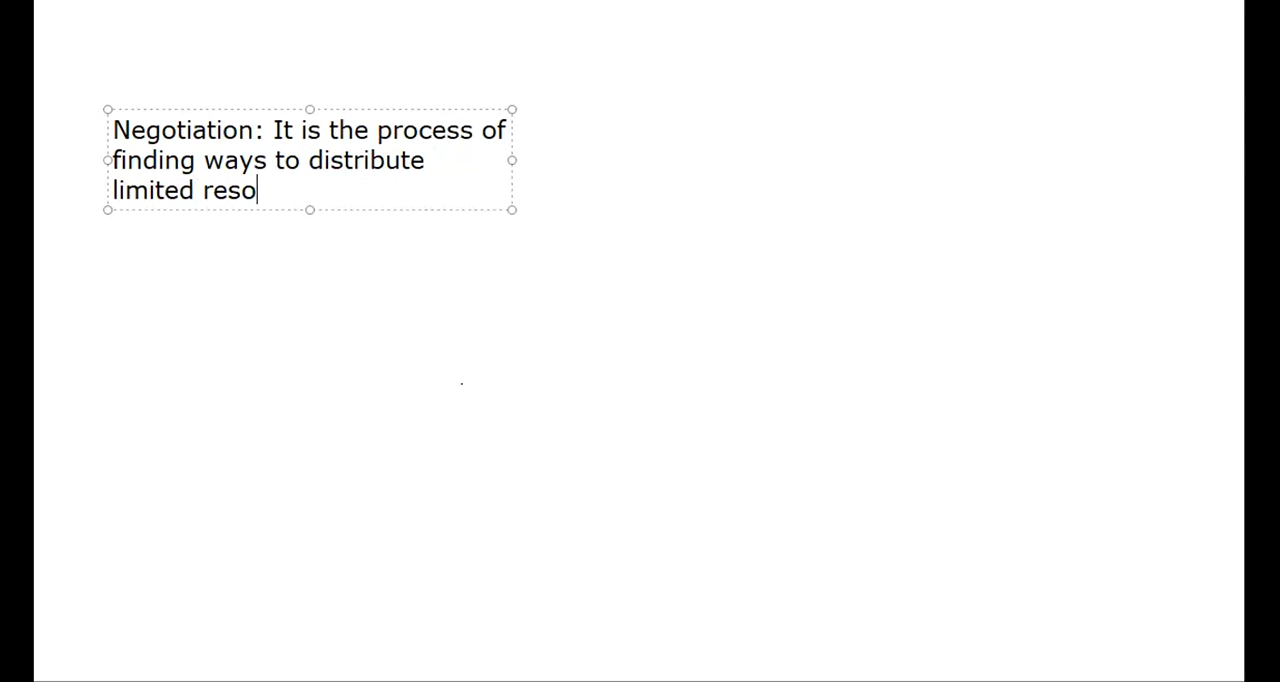 Negotiation: It is the process of
finding ways to distribute
limited reso